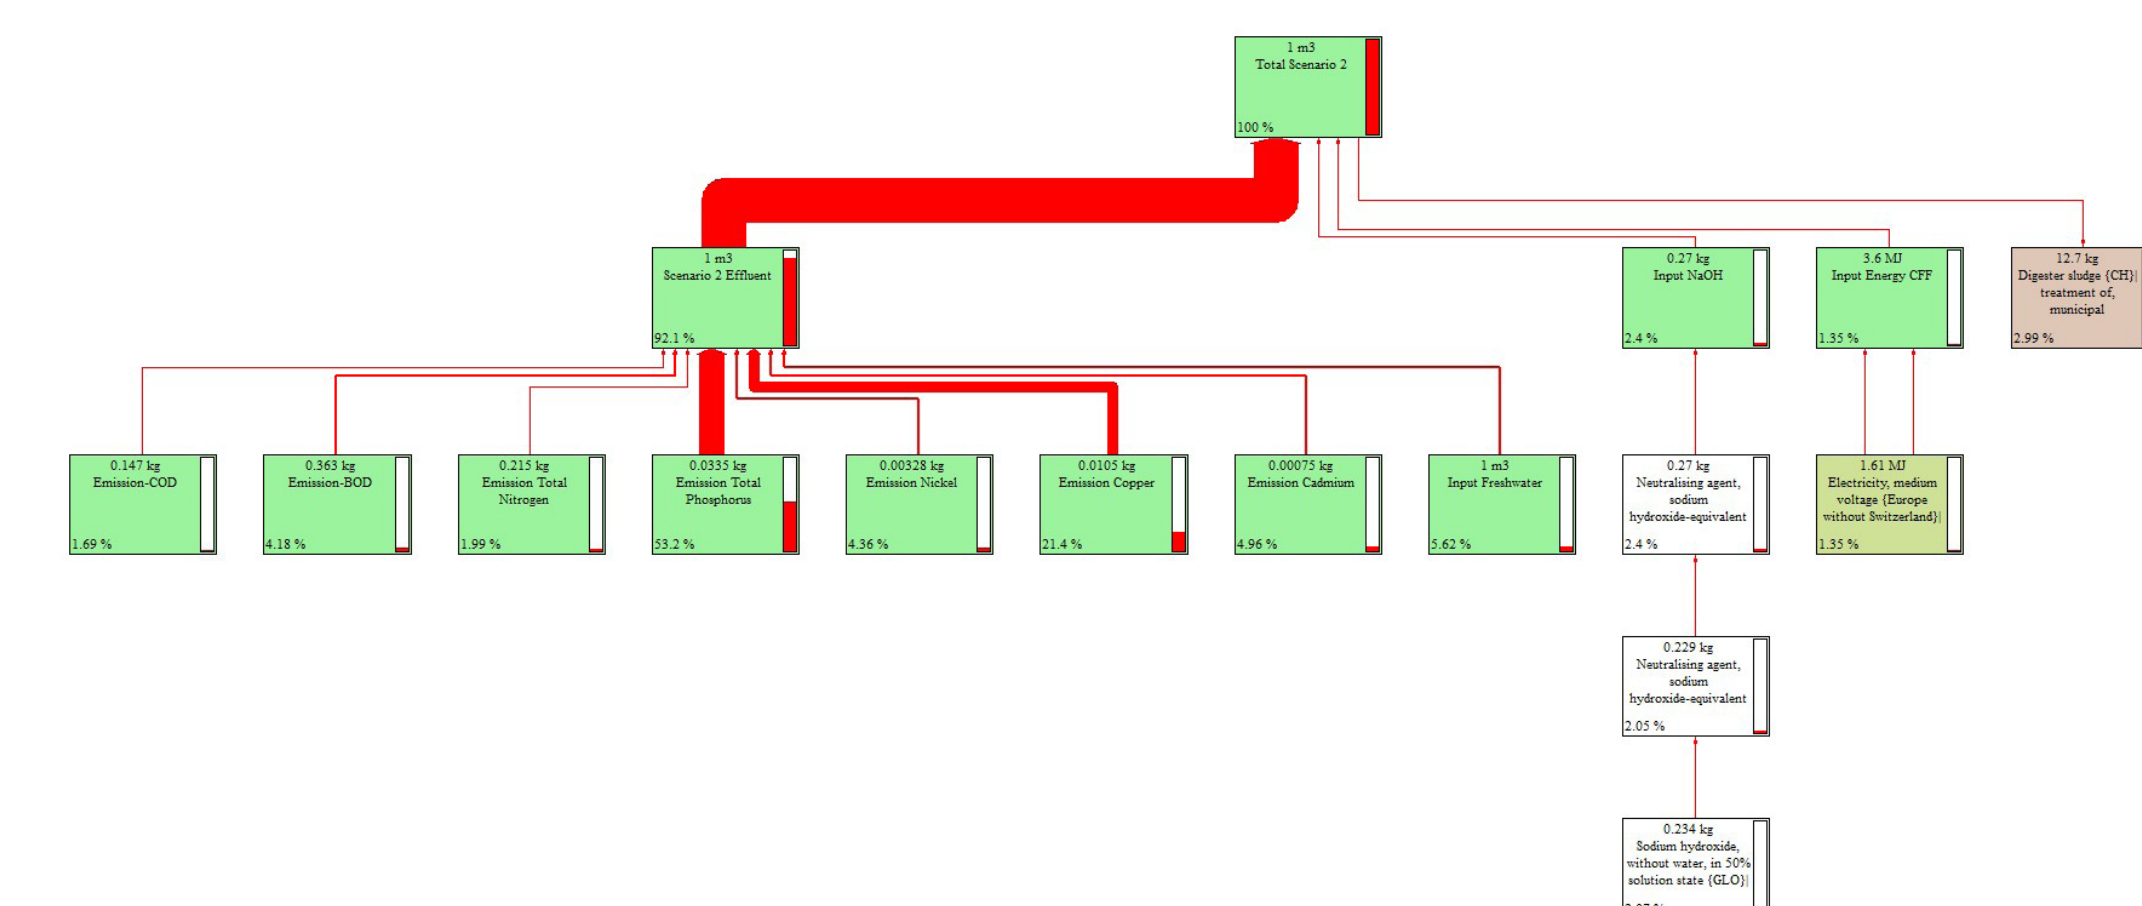 1 m3
Total Scenario 2
100 %
1 m3
Scenario 2 Effluent
92.1 %
0.27 kg
Input NaOH
2.4 %
3.6 MJ
Input Energy CFF
1.35 %
12.7 kg
Digester sludge {CH}|
treatment of,
municipal
2.99 %
0.147 kg
Emission-COD
1.69 %
0.363 kg
Emission-BOD
4.18 %
0.215 kg
Emission Total
Nitrogen
1.99 %
0.0335 kg
Emission Total
Phosphorus
53.2 %
0.00328 kg
Emission Nickel
4.36 %
0.0105 kg
Emission Copper
21.4 %
0.00075 kg
Emission Cadmium
4.96 %
1 m3
Input Freshwater
5.62 %
0.27 kg
Neutralising agent,
sodium
hydroxide-equivalent
2.4 %
1.61 MJ
Electricity, medium
voltage {Europe
without Switzerland}|
1.35 %
0.229 kg
Neutralising agent,
sodium
hydroxide-equivalent
2.05 %
0.234 kg
Sodium hydroxide,
without water, in 50%
solution state {GLO}|